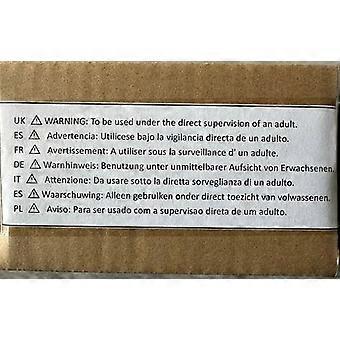 UK ⚠ WARNING: To be used under the direct supervision of an adult.
ES ⚠ Advertencia: Utilicese bajo la vigilancia directa de un adulto.
FR ⚠ Avertissement: A utiliser sous la surveillance d' un adulte.
DE ⚠ Warnhinweis: Benutzung unter unmittelbarer Aufsicht von Erwachsenen.
IT ⚠ Attenzione: Da usare sotto la diretta sorveglianza di un adulto.
ES ⚠ Waarschuwing: Alleen gebruiken onder direct toezicht van volwassenen.
PL ⚠ Aviso: Para ser usado com a supervisao direta de um adulto.